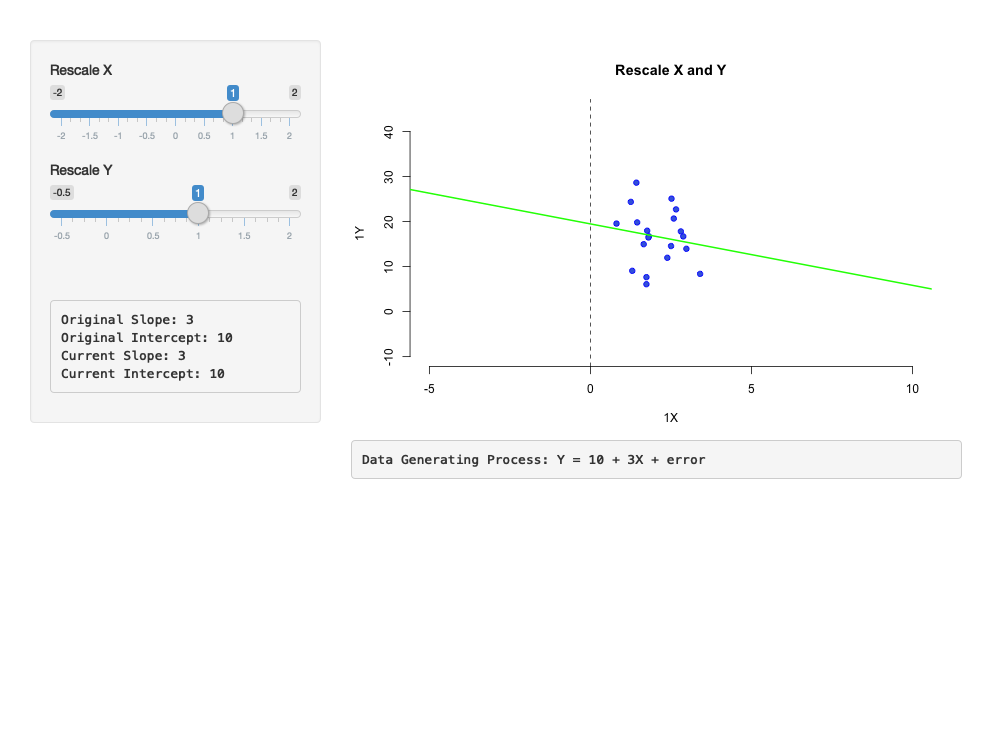 Rescale X
-2 1 2
-2 -1.5 -1 -0.5 0 0.5 1 1.5 2
Rescale Y
-0.5 1 2
-0.5 0 0.5 1 1.5 2
Original Slope: 3
Original Intercept: 10
Current Slope: 3
Current Intercept: 10
Rescale X and Y
1Y
40
30
20
10
0
-10
-5 0 5 10
1X
Data Generating Process: Y = 10 + 3X + error